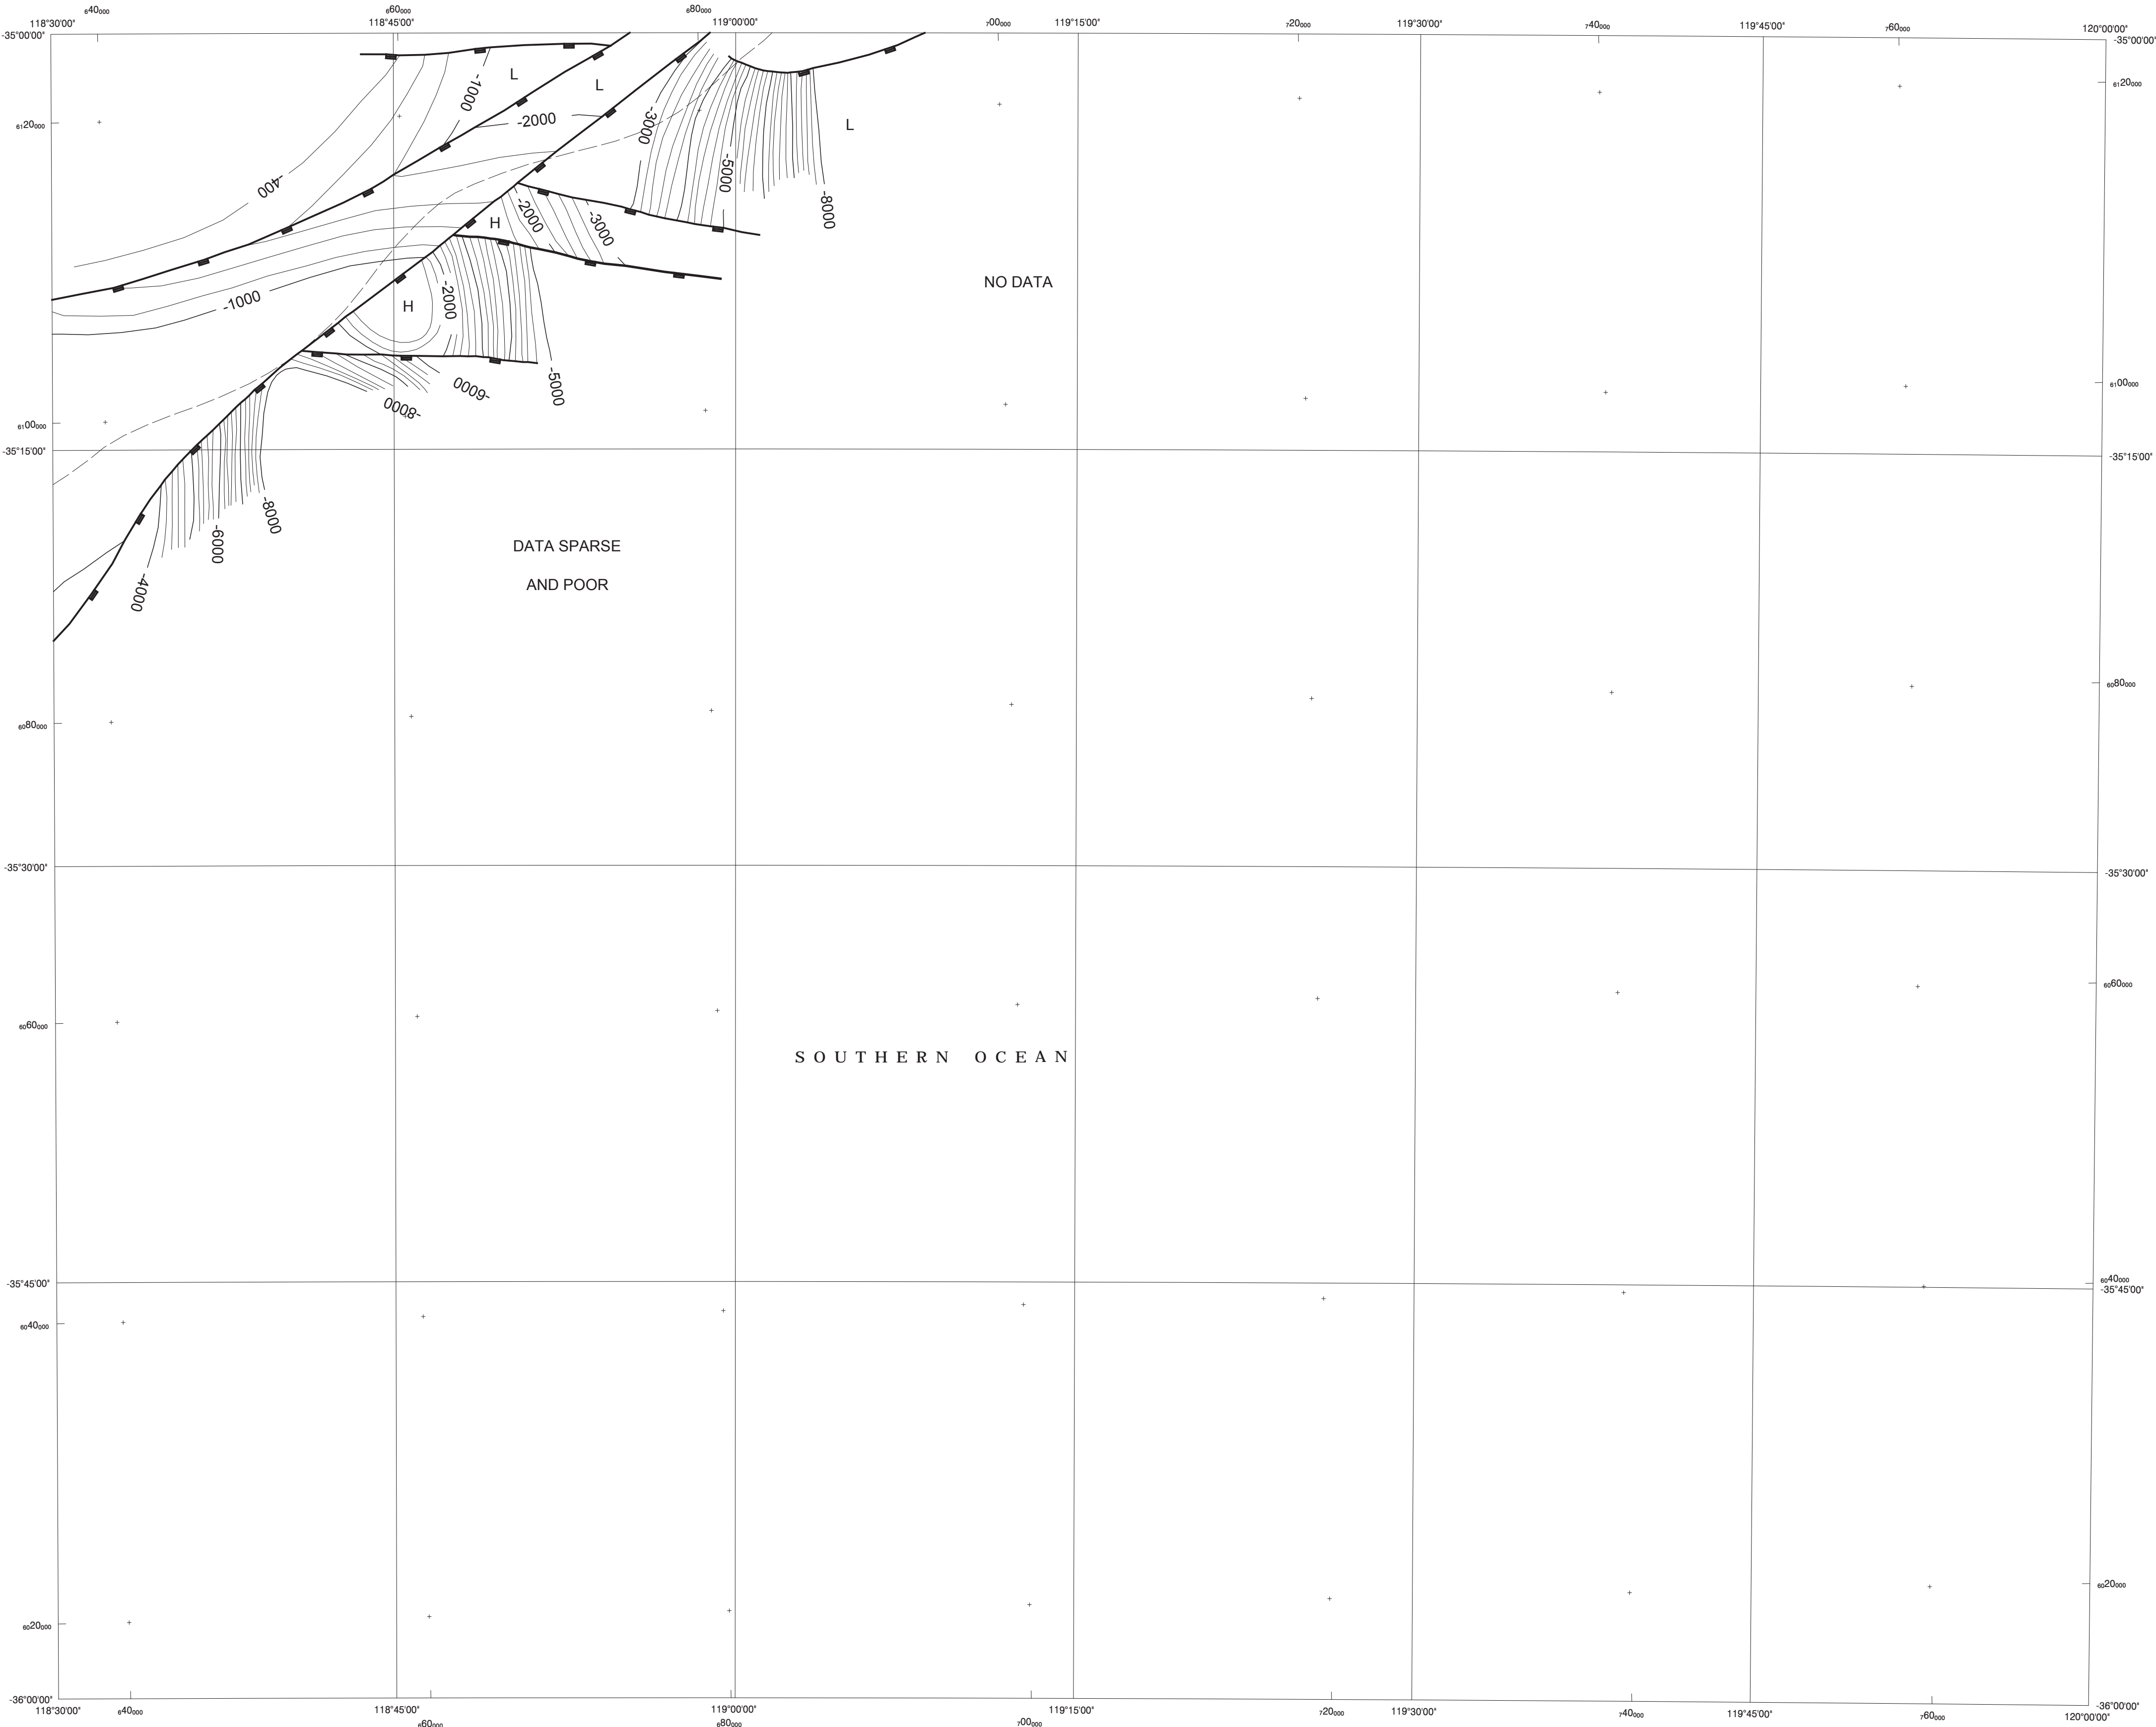 640000 660000 680000 700000 720000 740000 760000
118°30'00" 118°45'00" 119°00'00" 119°15'00" 119°30'00" 119°45'00" 120°00'00"
-35°00'00" -35°00'00"
L
L
-1000
6120000
-2000
-3000
L
6120000
-5000
-400
-8000
-2000
-3000
H
NO DATA
-1000
-2000
H
-5000
-6000
-8000
6100000
6100000
-35°15'00" -35°15'00"
-8000
-6000
-4000
DATA SPARSE
AND POOR
6080000
6080000
-35°30'00" -35°30'00"
6060000
6060000
SOUTHERN OCEAN
6040000
-35°45'00" -35°45'00"
6040000
6020000
6020000
-36°00'00" -36°00'00"
118°30'00" 118°45'00" 119°00'00" 119°15'00" 119°30'00" 119°45'00" 120°00'00"
640000 660000 680000 700000 720000 740000 760000